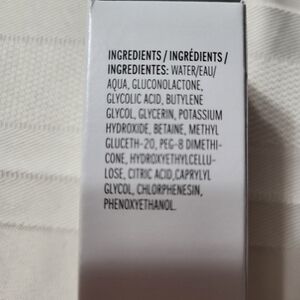 INGREDIENTS / INGRÉDIENTS /
INGREDIENTES: WATER/EAU/
AQUA, GLUCONOLACTONE,
GLYCOLIC ACID, BUTYLENE
GLYCOL, GLYCERIN, POTASSIUM
HYDROXIDE, BETAINE, METHYL
GLUCETH-20, PEG-8 DIMETHI-
CONE, HYDROXYETHYLCELLU-
LOSE, CITRIC ACID,CAPRYLYL
GLYCOL, CHLORPHENESIN,
PHENOXYETHANOL.